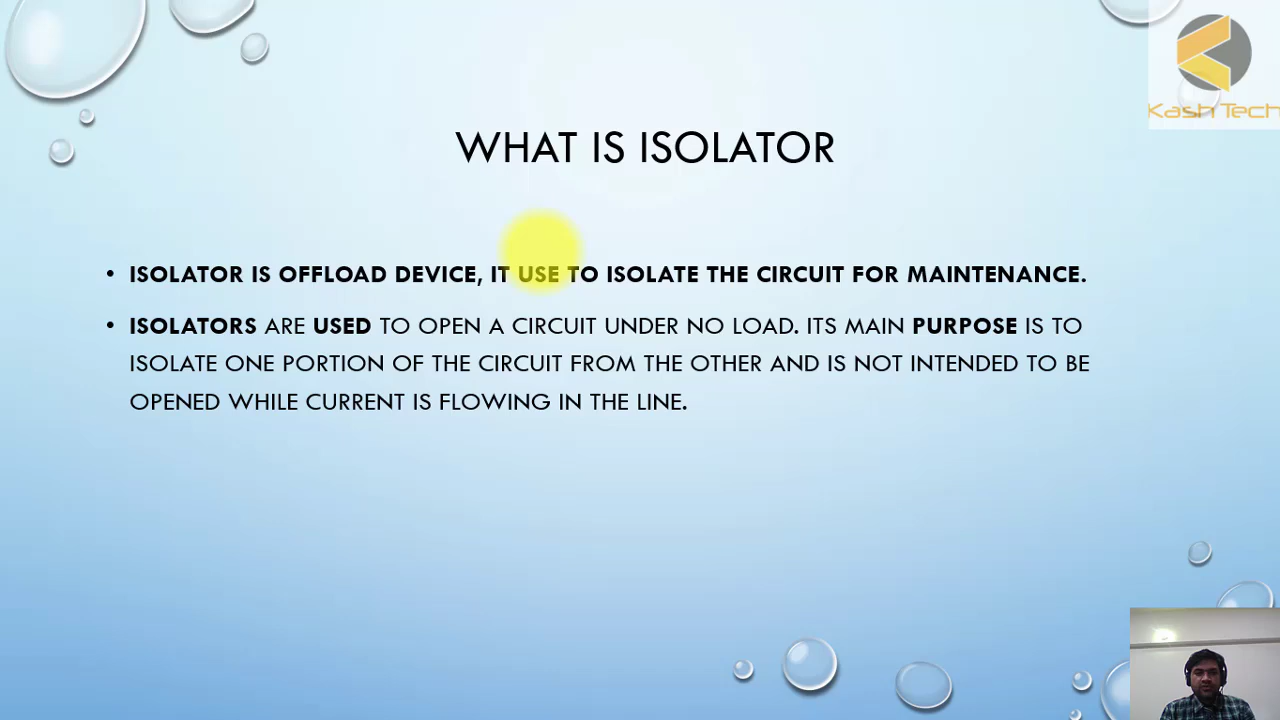 Kash Tech
WHAT IS ISOLATOR
• ISOLATOR IS OFFLOAD DEVICE, IT USE TO ISOLATE THE CIRCUIT FOR MAINTENANCE.
• ISOLATORS ARE USED TO OPEN A CIRCUIT UNDER NO LOAD. ITS MAIN PURPOSE IS TO
ISOLATE ONE PORTION OF THE CIRCUIT FROM THE OTHER AND IS NOT INTENDED TO BE
OPENED WHILE CURRENT IS FLOWING IN THE LINE.